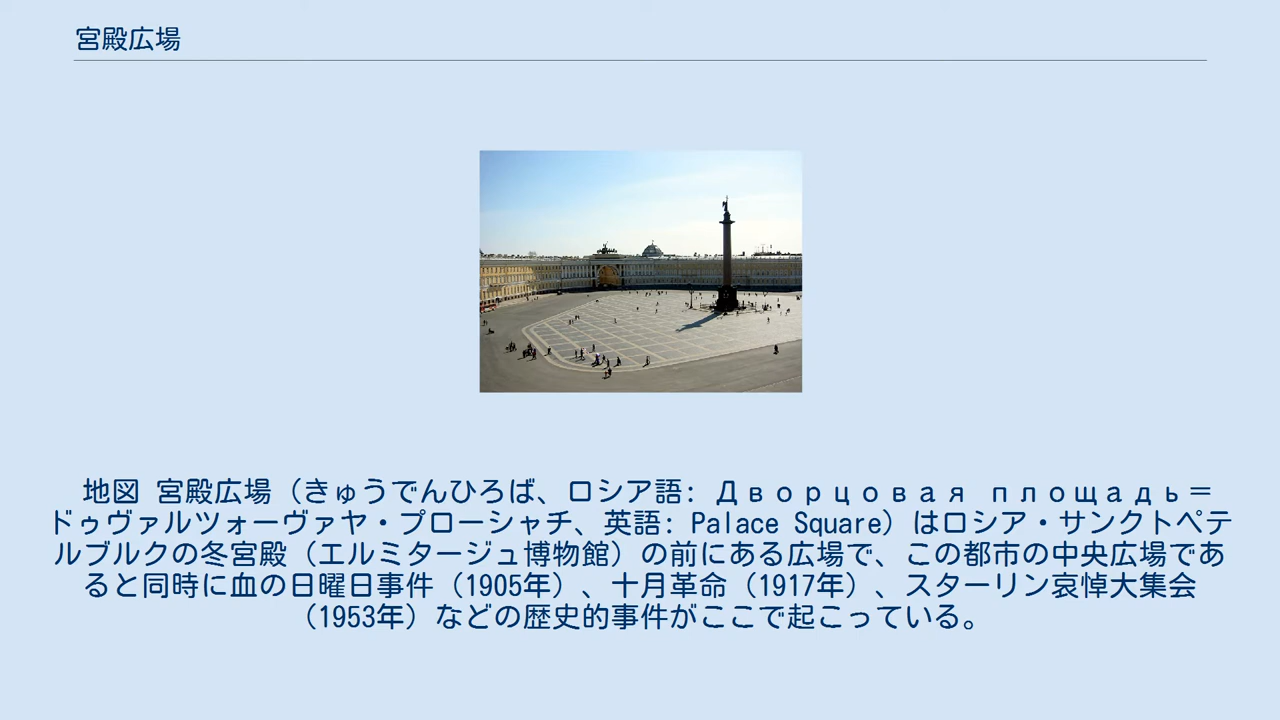 宮殿広場
地図 宮殿広場（きゅうでんひろば、ロシア語: Дворцовая площадь＝
ドゥヴァルツォーヴァヤ・プローシャチ、英語: Palace Square）はロシア・サンクトペテ
ルブルクの冬宮殿（エルミタージュ博物館）の前にある広場で、この都市の中央広場であ
ると同時に血の日曜日事件（1905年）、十月革命（1917年）、スターリン哀悼大集会
（1953年）などの歴史的事件がここで起こっている。